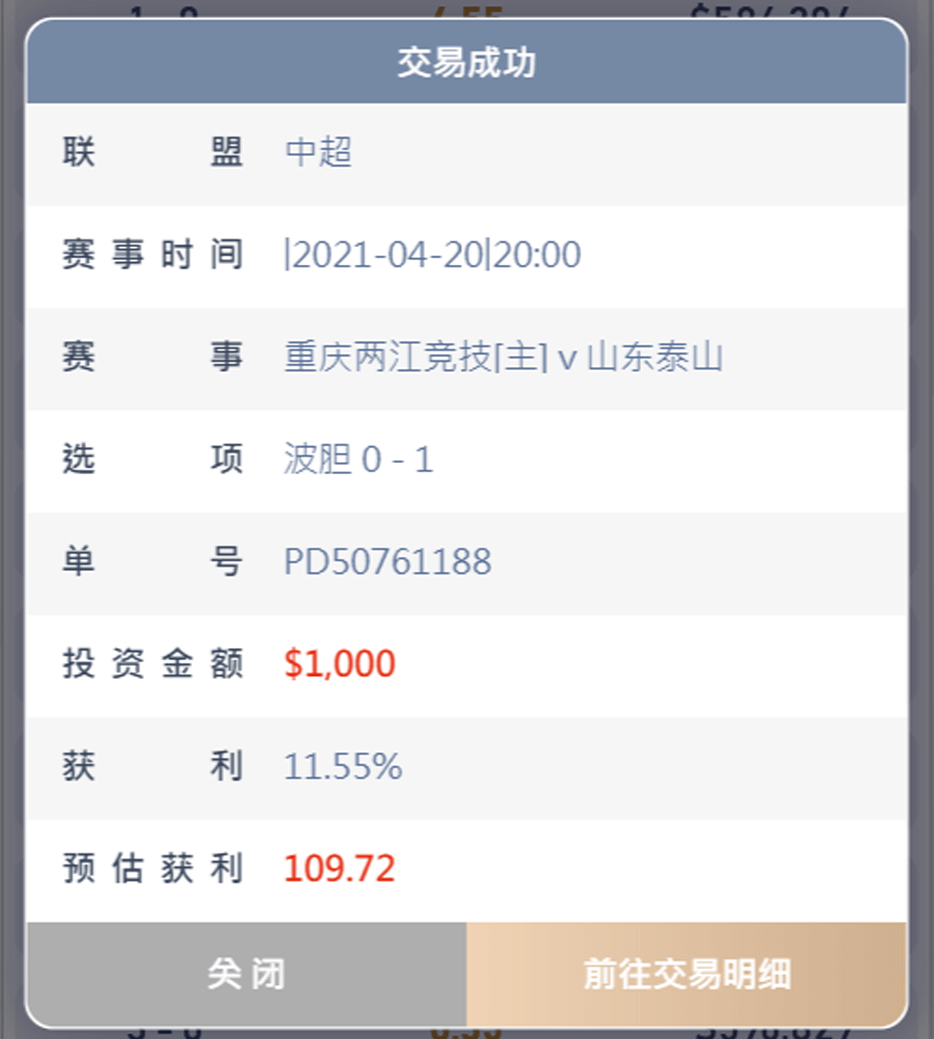 交易成功
联盟 中超
赛事时间 |2021-04-20|20:00
赛事 重庆两江竞技[主] v 山东泰山
选项 波胆 0 - 1
单号 PD50761188
投资金额 $1,000
获利 11.55%
预估获利 109.72
关闭 前往交易明细